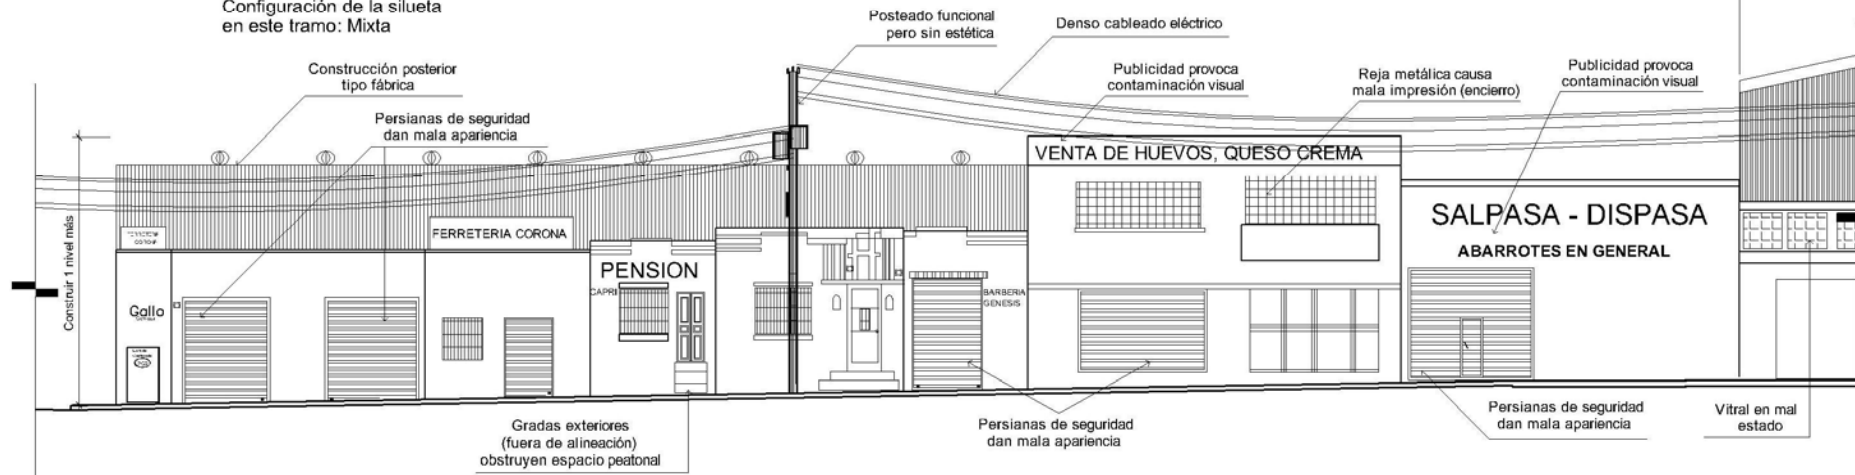 Configuración de la silueta
en este tramo: Mixta
Posteado funcional
pero sin estética
Denso cableado eléctrico
Construcción posterior
tipo fábrica
Publicidad provoca
contaminación visual
Reja metálica causa
mala impresión (encierro)
Publicidad provoca
contaminación visual
Persianas de seguridad
dan mala apariencia
VENTA DE HUEVOS, QUESO CREMA
SALPASA - DISPASA
ABARROTES EN GENERAL
FERRETERIA CORONA
PENSION
CAPRI
BARBERIA
GENESIS
Gallo
Construir 1 nivel más
Gradas exteriores
(fuera de alineación)
obstruyen espacio peatonal
Persianas de seguridad
dan mala apariencia
Persianas de seguridad
dan mala apariencia
Vitral en mal
estado